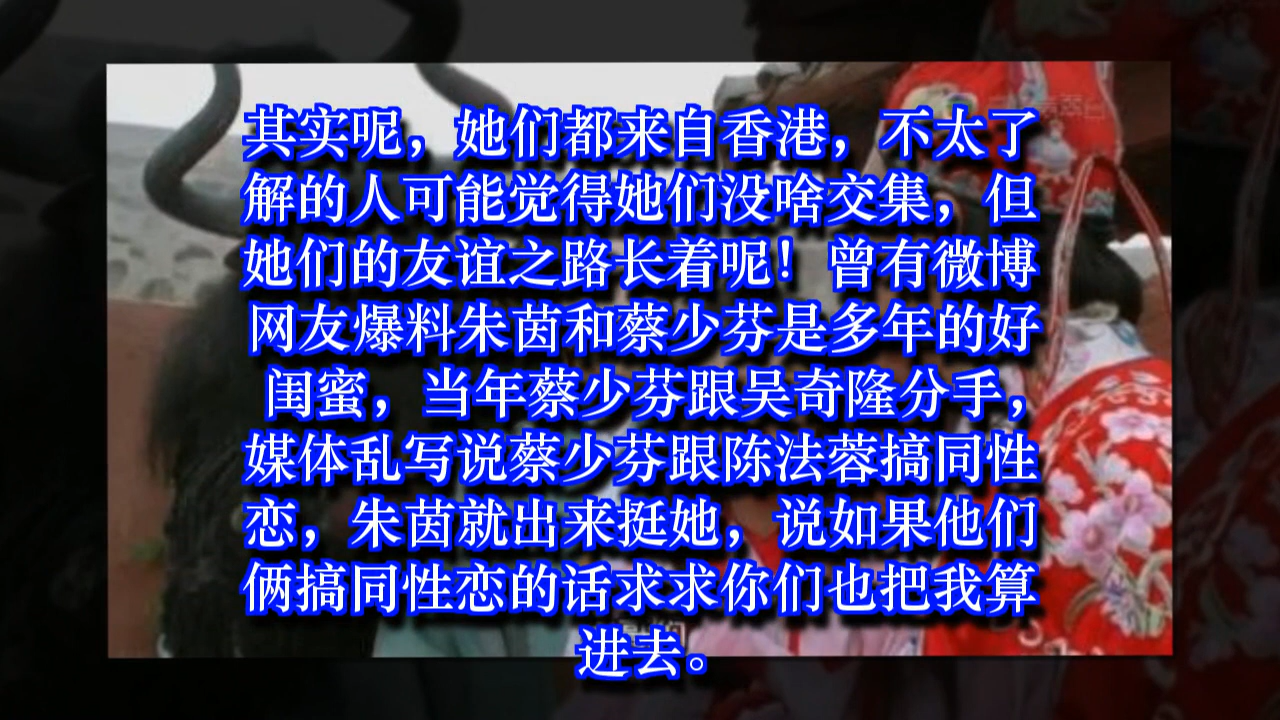 其实呢，她们都来自香港，不太了
解的人可能觉得她们没啥交集，但
她们的友谊之路长着呢！曾有微博
网友爆料朱茵和蔡少芬是多年的好
闺蜜，当年蔡少芬跟吴奇隆分手，
媒体乱写说蔡少芬跟陈法蓉搞同性
恋，朱茵就出来挺她，说如果他们
俩搞同性恋的话求求你们也把我算
进去。